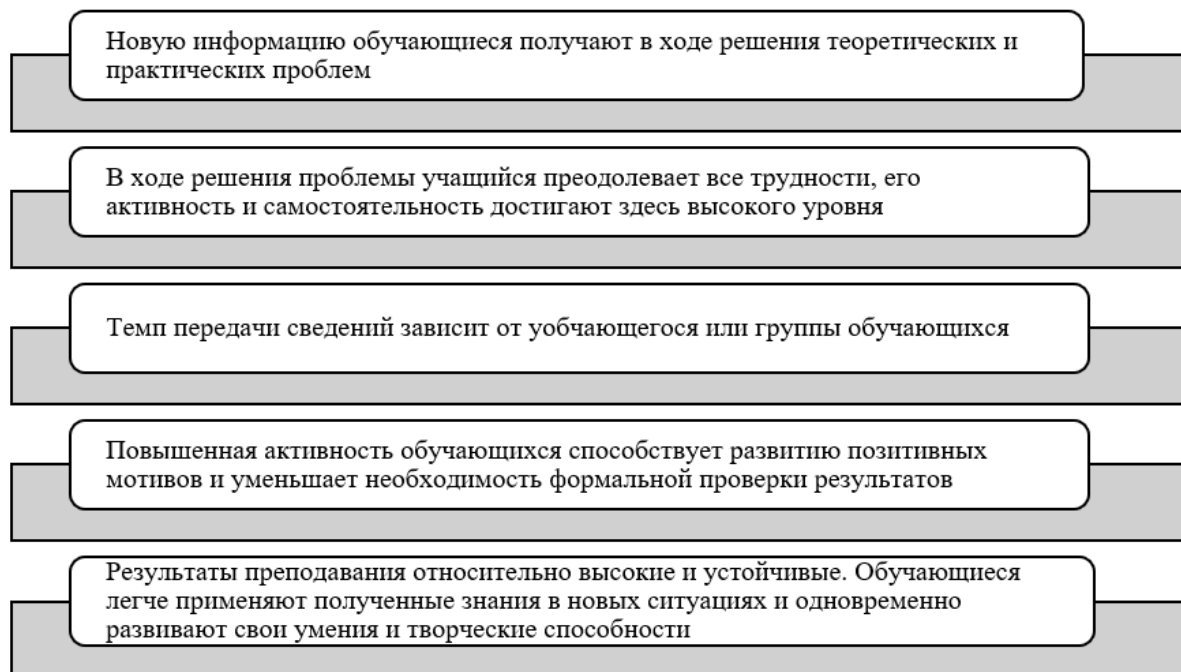 Новую информацию обучающиеся получают в ходе решения теоретических и
практических проблем
В ходе решения проблемы учащийся преодолевает все трудности, его
активность и самостоятельность достигают здесь высокого уровня
Темп передачи сведений зависит от уобчающегося или группы обучающихся
Повышенная активность обучающихся способствует развитию позитивных
мотивов и уменьшает необходимость формальной проверки результатов
Результаты преподавания относительно высокие и устойчивые. Обучающиеся
легче применяют полученные знания в новых ситуациях и одновременно
развивают свои умения и творческие способности